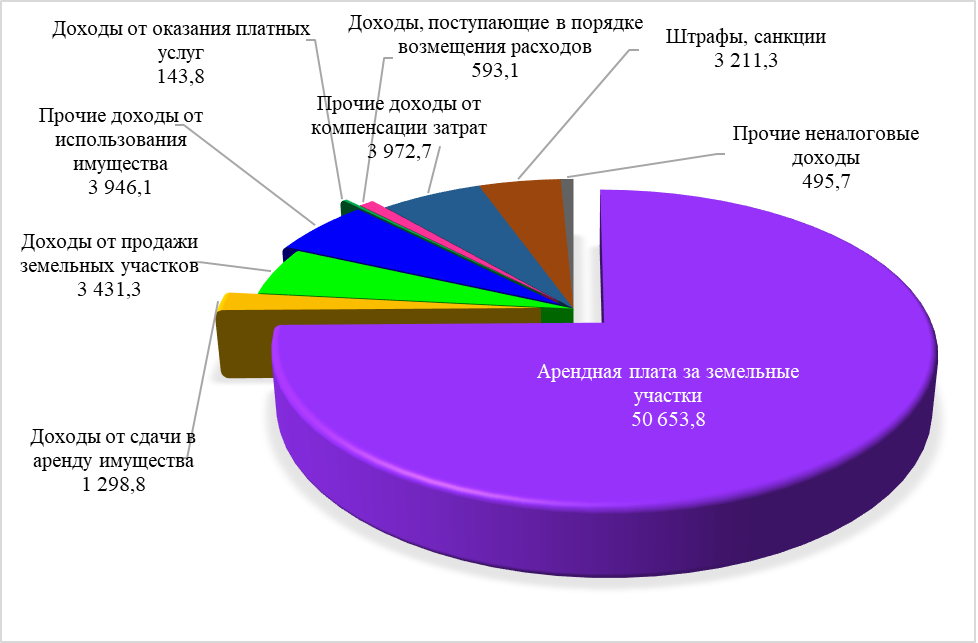 Доходы от оказания платных
услуг
143,8
Доходы, поступающие в порядке
возмещения расходов
593,1
Штрафы, санкции
3 211,3
Прочие доходы от
использования
имущества
3 946,1
Прочие доходы от
компенсации затрат
3 972,7
Прочие неналоговые
доходы
495,7
Доходы от продажи
земельных участков
3 431,3
Арендная плата за земельные
участки
50 653,8
Доходы от сдачи в
аренду имущества
1 298,8